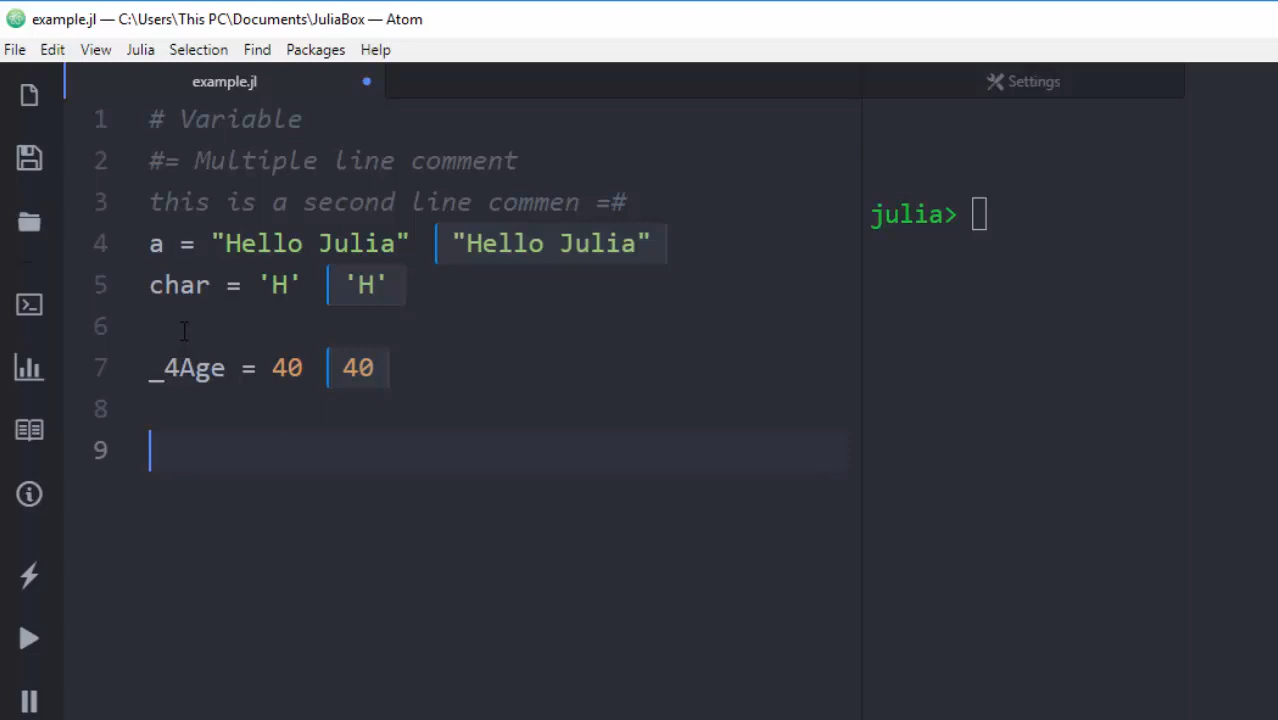 example.jl — C:\Users\This PC\Documents\JuliaBox — Atom
File Edit View Julia Selection Find Packages Help
example.jl Settings
1 # Variable
2 #= Multiple line comment
3 this is a second line commen =#
julia>
4 a = "Hello Julia" "Hello Julia"
5 char = 'H' 'H'
6
7 _4Age = 40 40
8
9